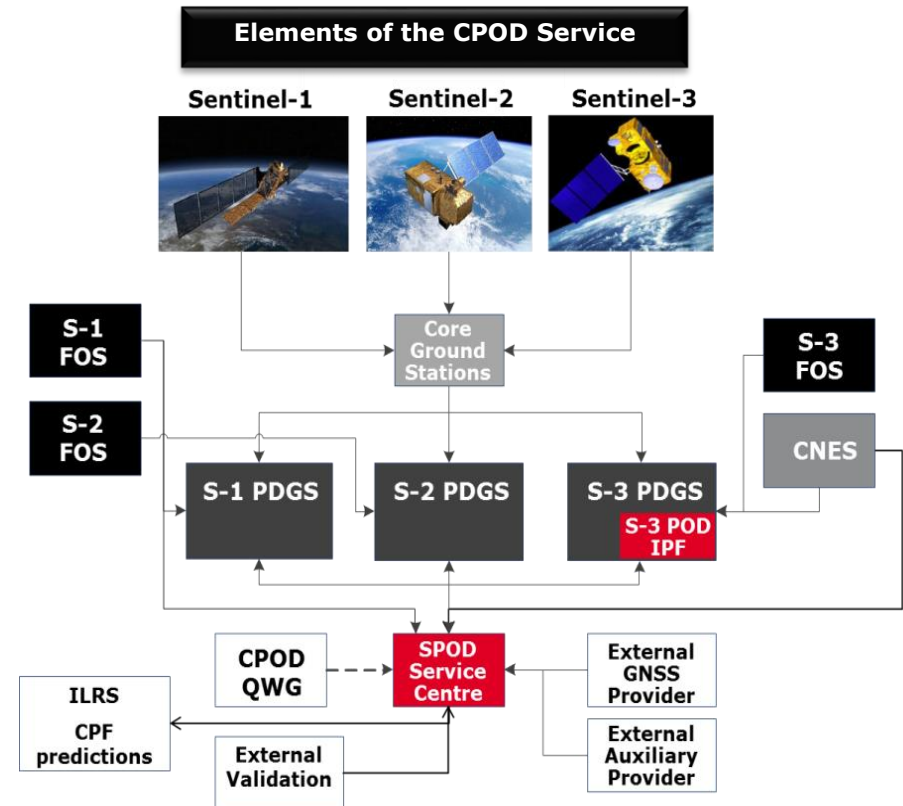 Elements of the CPOD Service
Sentinel-1
Sentinel-2
Sentinel-3
Core
Ground
Stations
S-1
FOS
S-2
FOS
S-3
FOS
CNES
S-1 PDGS
S-2 PDGS
S-3 PDGS
S-3 POD
IPF
CPOD
QWG
SPOD
Service
Centre
External
GNSS
Provider
ILRS
CPF
predictions
External
Validation
External
Auxiliary
Provider